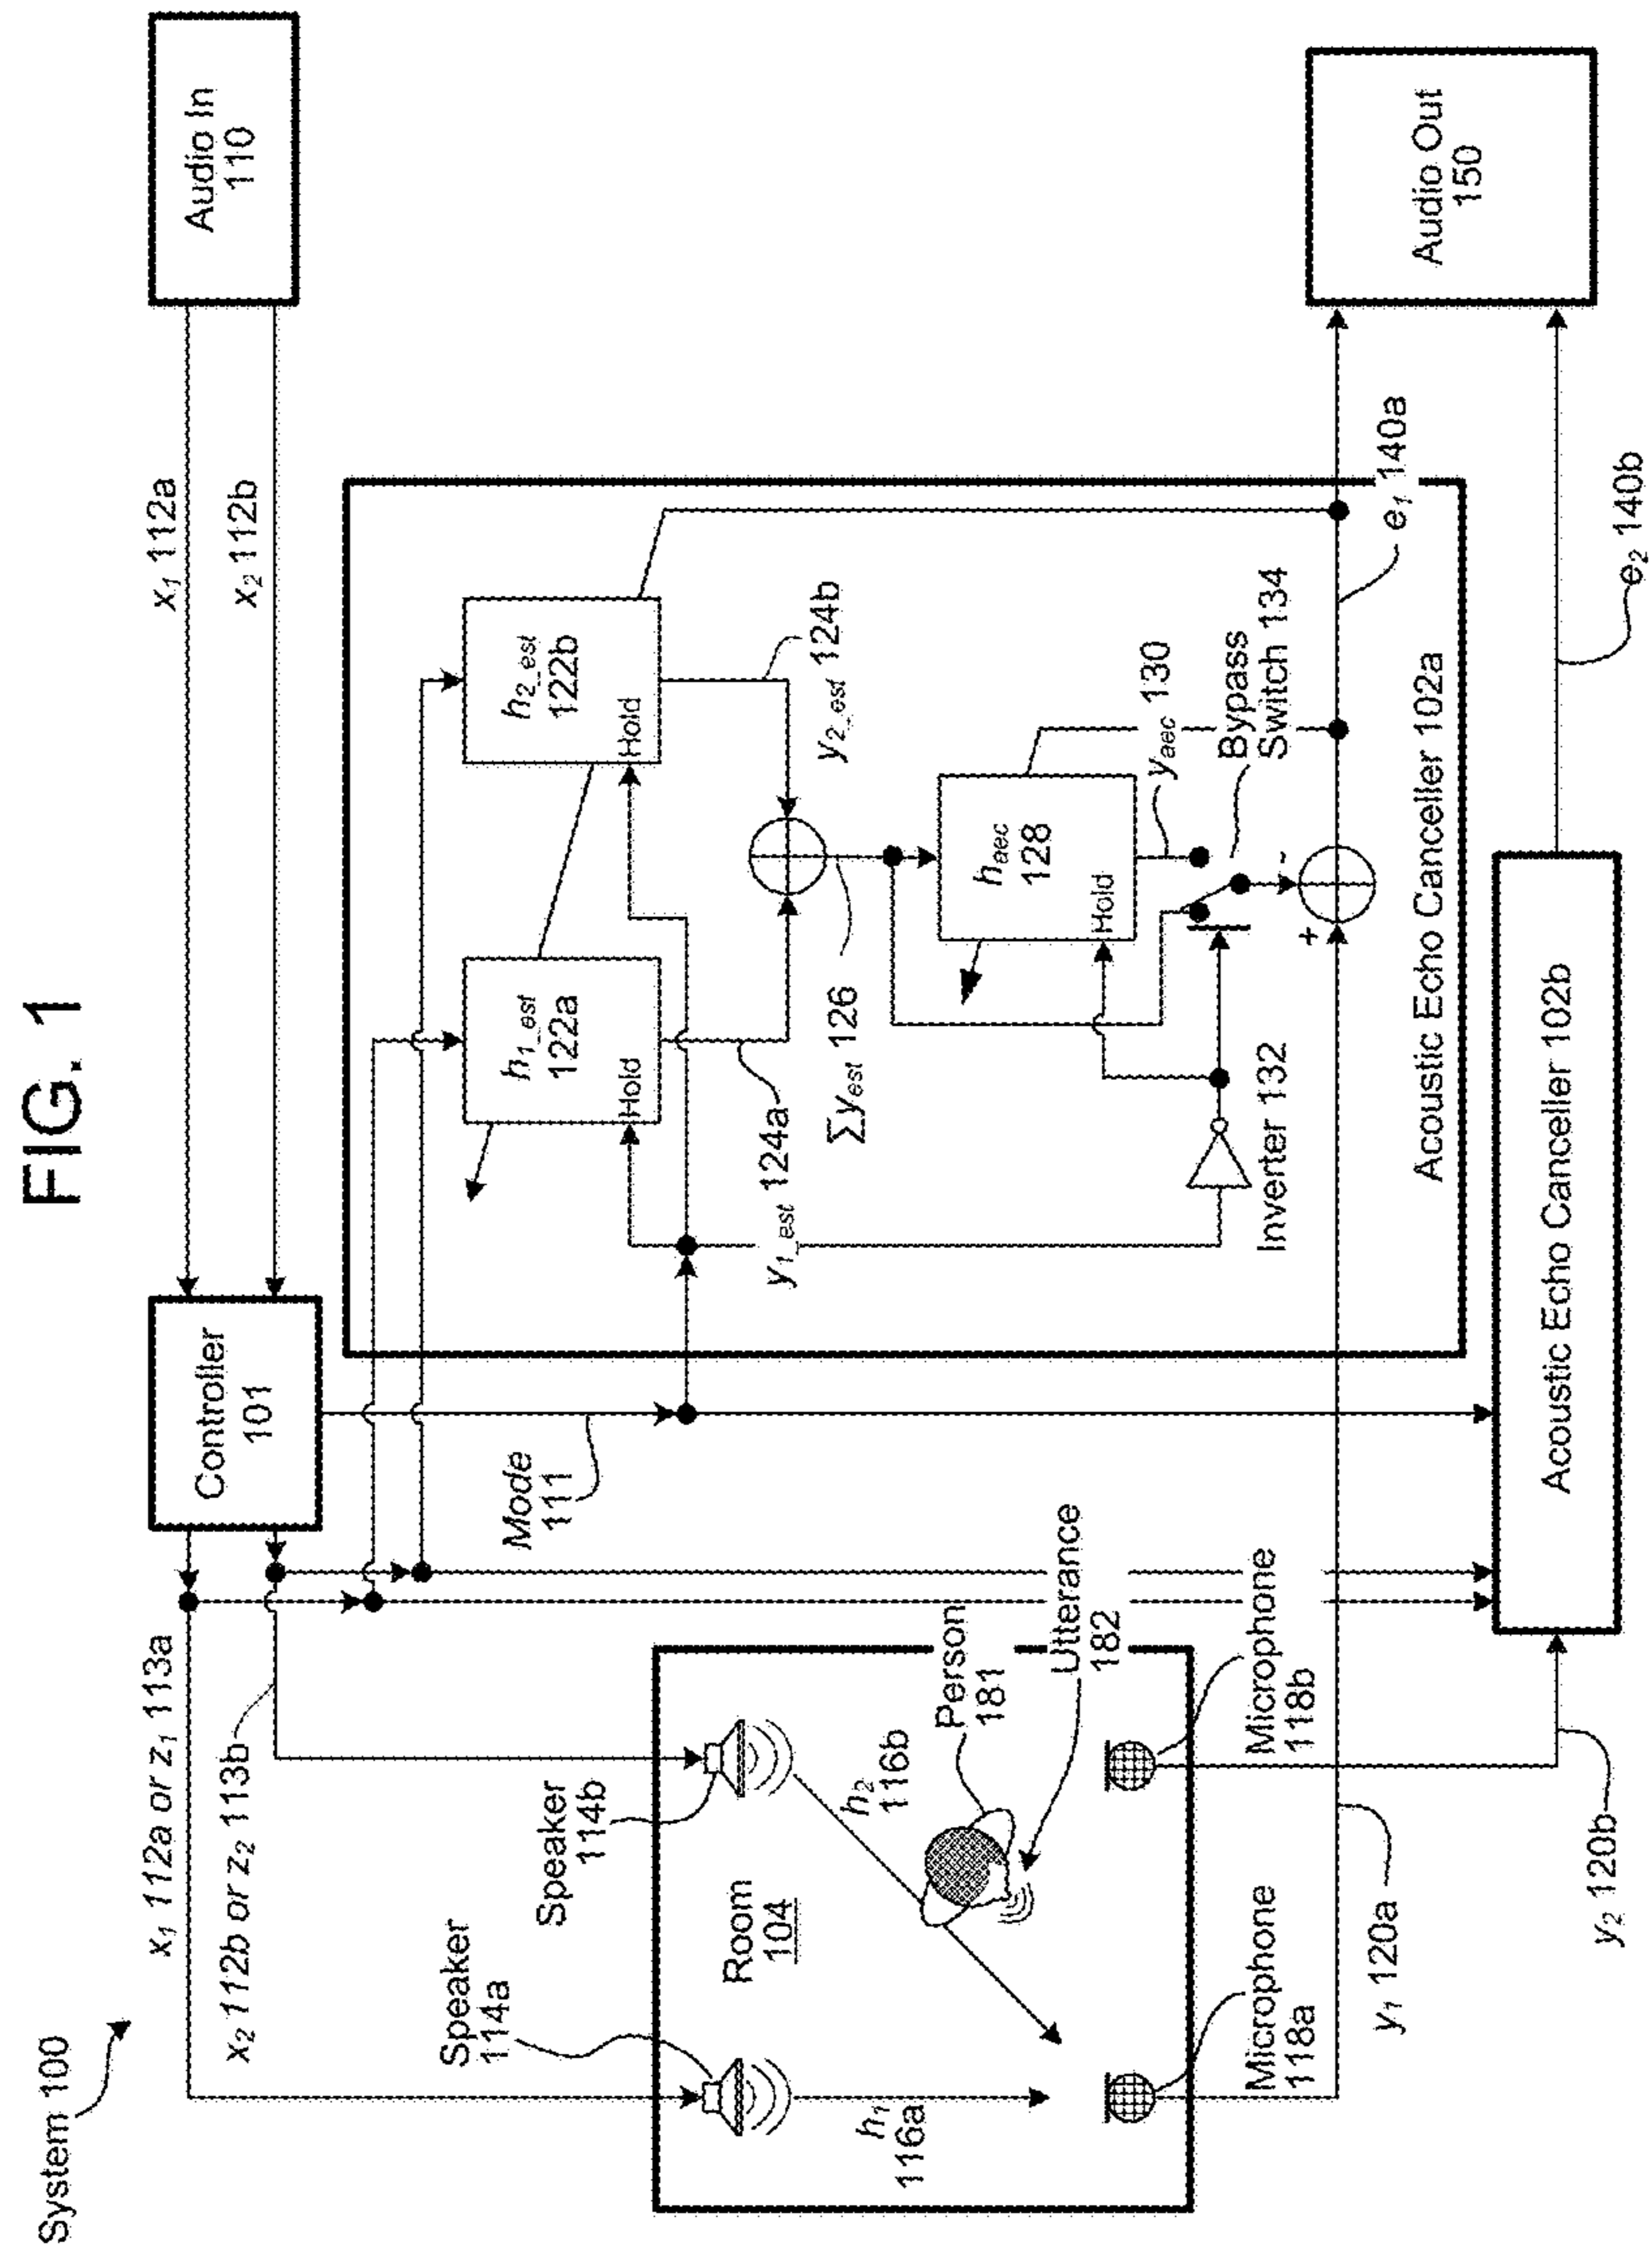 FIG. 1
System 100
x1 112a or z1 113a
x2 112b or z2 113b
Controller
101
x1 112a
x2 112b
Audio In
110
Mode
111
Speaker
114a
Speaker
114b
Room
104
h1
116a
h2
116b
Person
181
Utterance
182
Microphone
118a
Microphone
118b
y1 120a
y2 120b
h1_est
122a
Hold
h2_est
122b
Hold
y1_est 124a
y2_est 124b
∑yest 126
haec
128
Hold
yaec 130
Bypass
Switch 134
Inverter 132
+
-
Acoustic Echo Canceller 102a
e1 140a
Acoustic Echo Canceller 102b
e2 140b
Audio Out
150